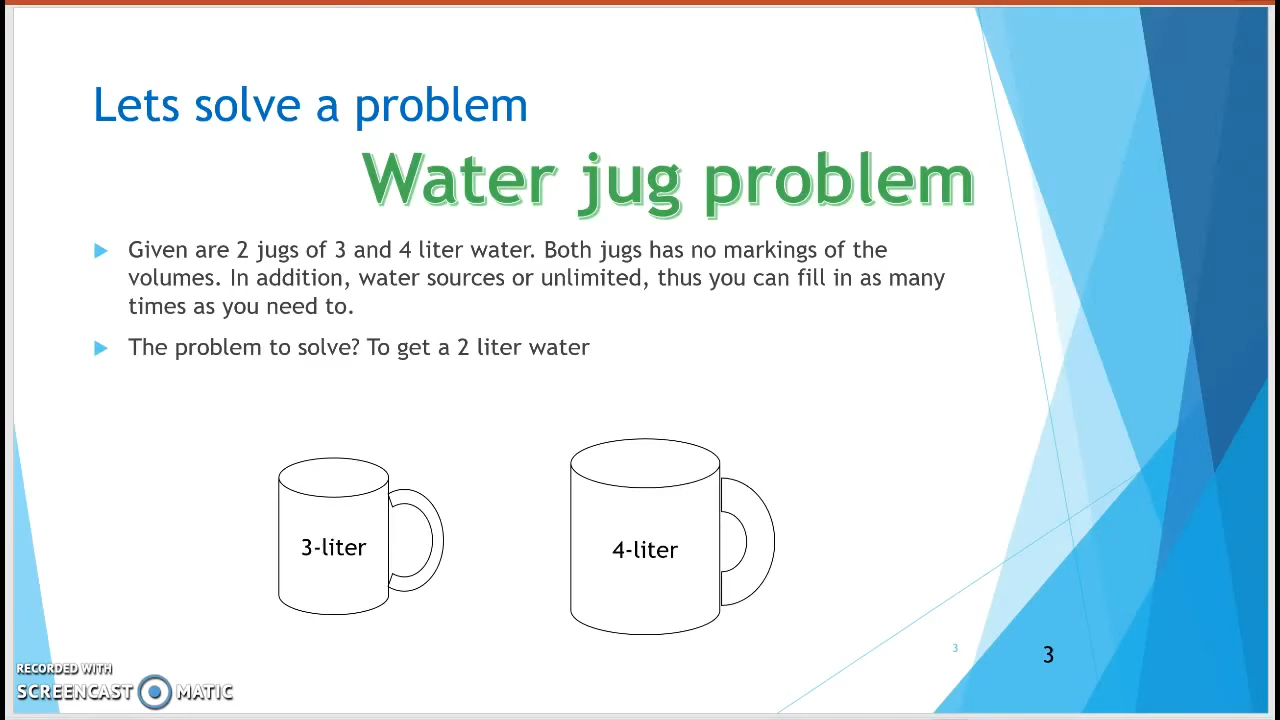 Lets solve a problem
Water jug problem
Given are 2 jugs of 3 and 4 liter water. Both jugs has no markings of the
volumes. In addition, water sources or unlimited, thus you can fill in as many
times as you need to.
The problem to solve? To get a 2 liter water
3-liter
4-liter
3
3
RECORDED WITH
SCREENCAST MATIC